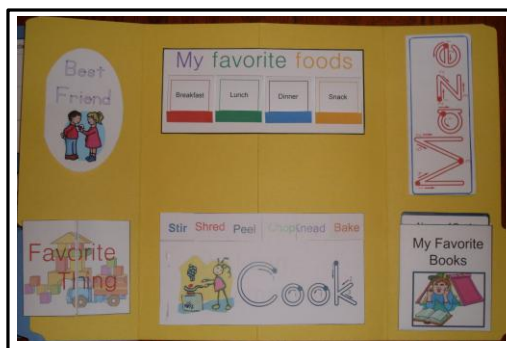 Best
Friend
My favorite foods
Breakfast
Lunch
Dinner
Snack
Maze
Favorite
Thing
Stir Shred Peel Chop Knead Bake
Cook
My Favorite
Books